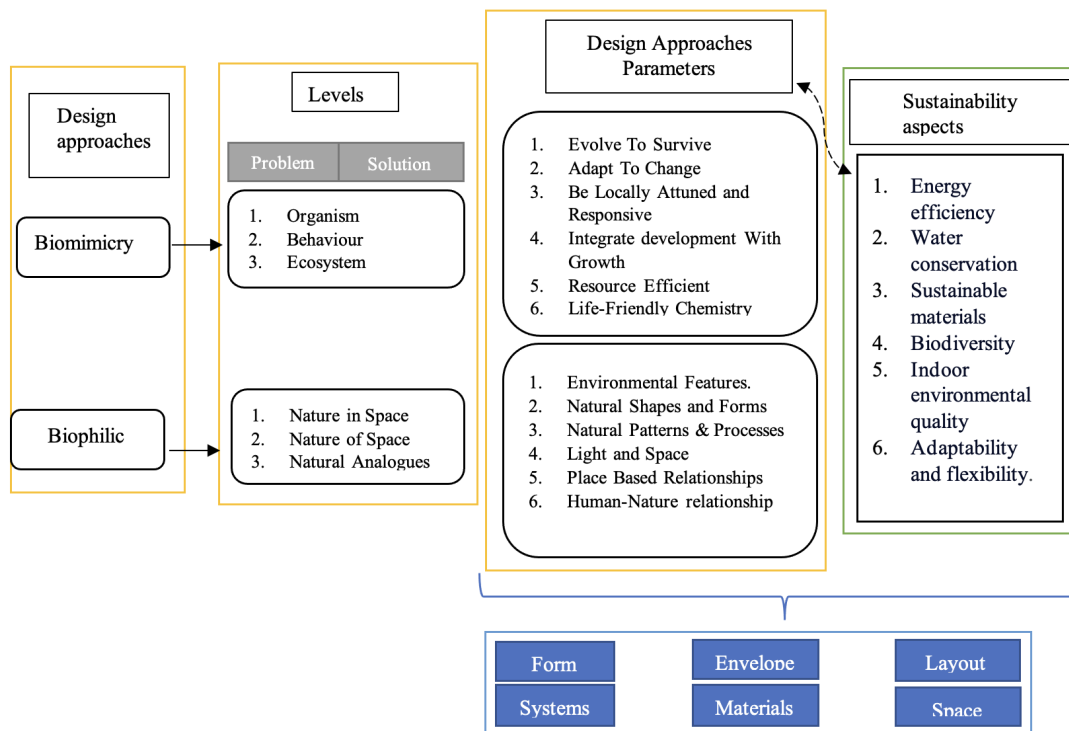 Design
approaches
Biomimicry
Biophilic
Levels
Problem
Solution
1. Organism
2. Behaviour
3. Ecosystem
1. Nature in Space
2. Nature of Space
3. Natural Analogues
Design Approaches
Parameters
1. Evolve To Survive
2. Adapt To Change
3. Be Locally Attuned and
Responsive
4. Integrate development With
Growth
5. Resource Efficient
6. Life-Friendly Chemistry
1. Environmental Features.
2. Natural Shapes and Forms
3. Natural Patterns & Processes
4. Light and Space
5. Place Based Relationships
6. Human-Nature relationship
Sustainability
aspects
1. Energy
efficiency
2. Water
conservation
3. Sustainable
materials
4. Biodiversity
5. Indoor
environmental
quality
6. Adaptability
and flexibility.
Form
Envelope
Layout
Systems
Materials
Space